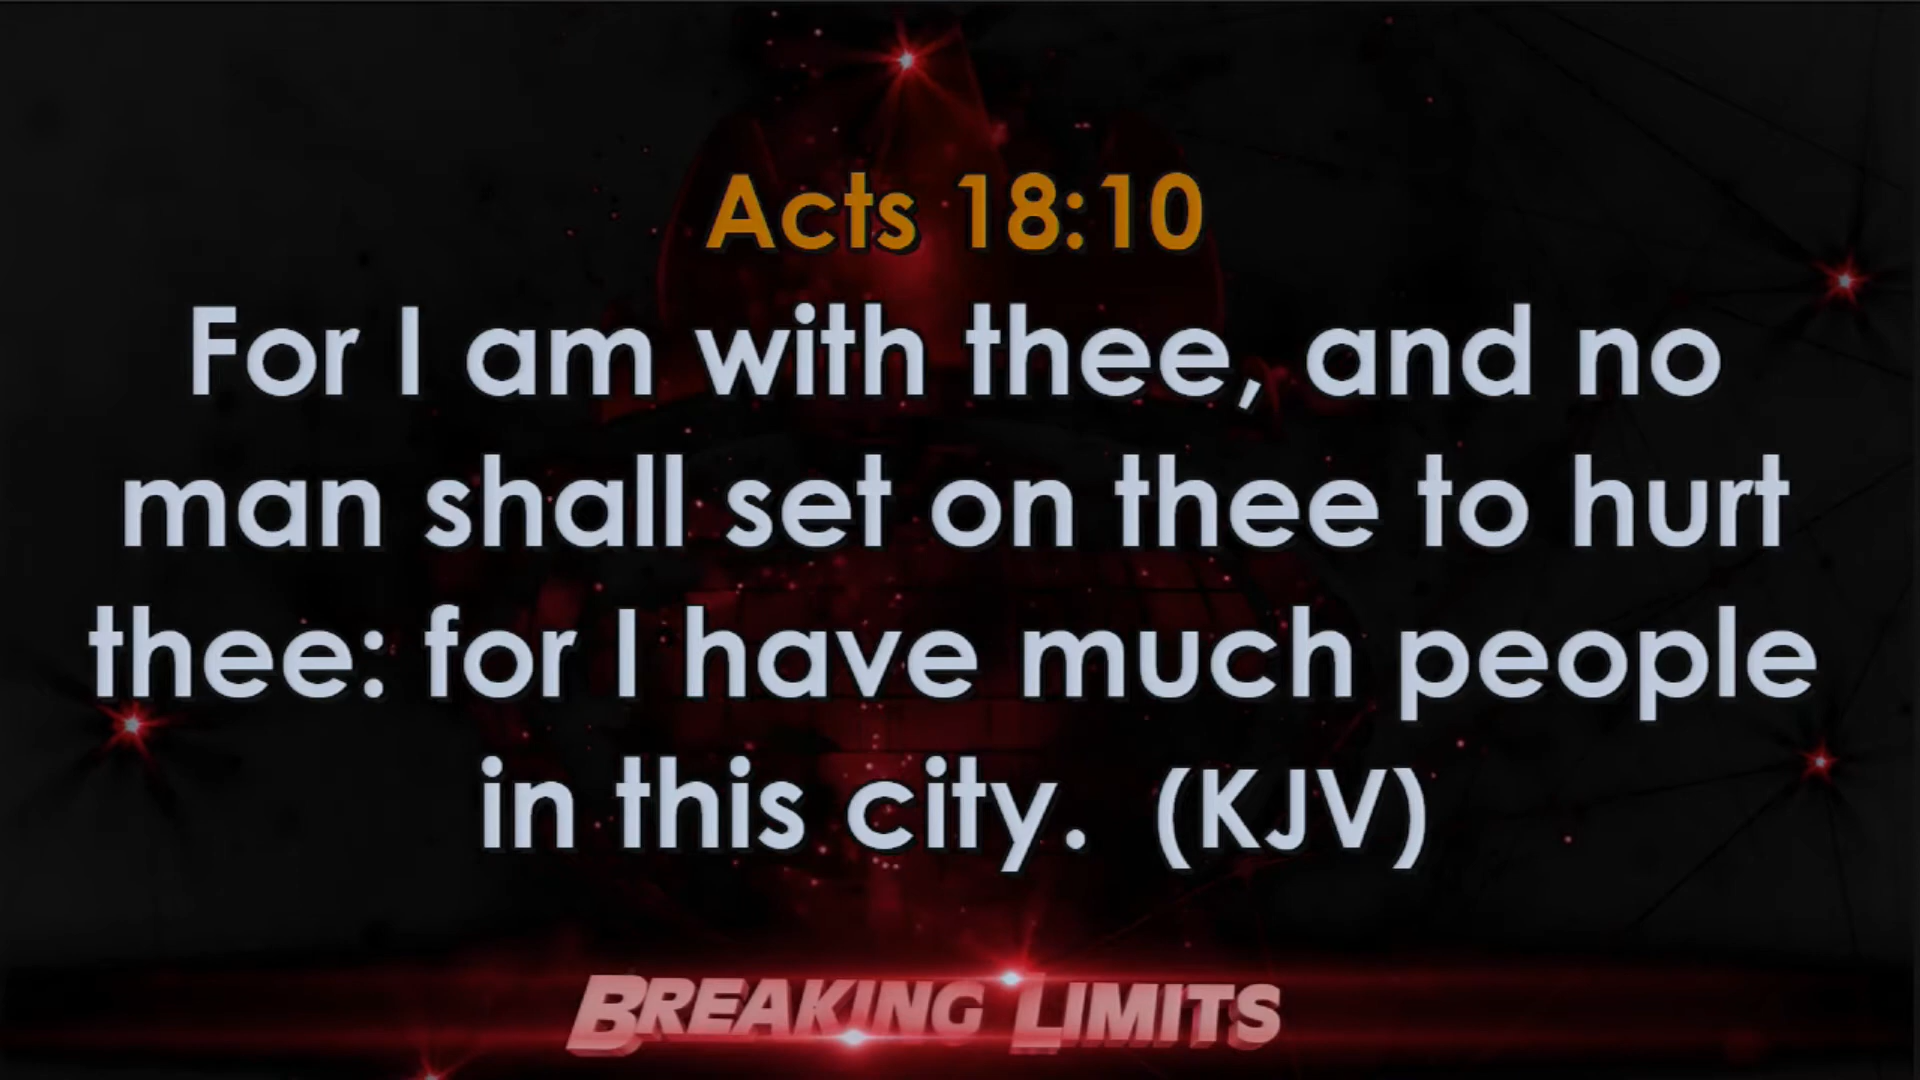 Acts 18:10
For I am with thee, and no
man shall set on thee to hurt
thee: for I have much people
in this city.  (KJV)
BREAKING LIMITS